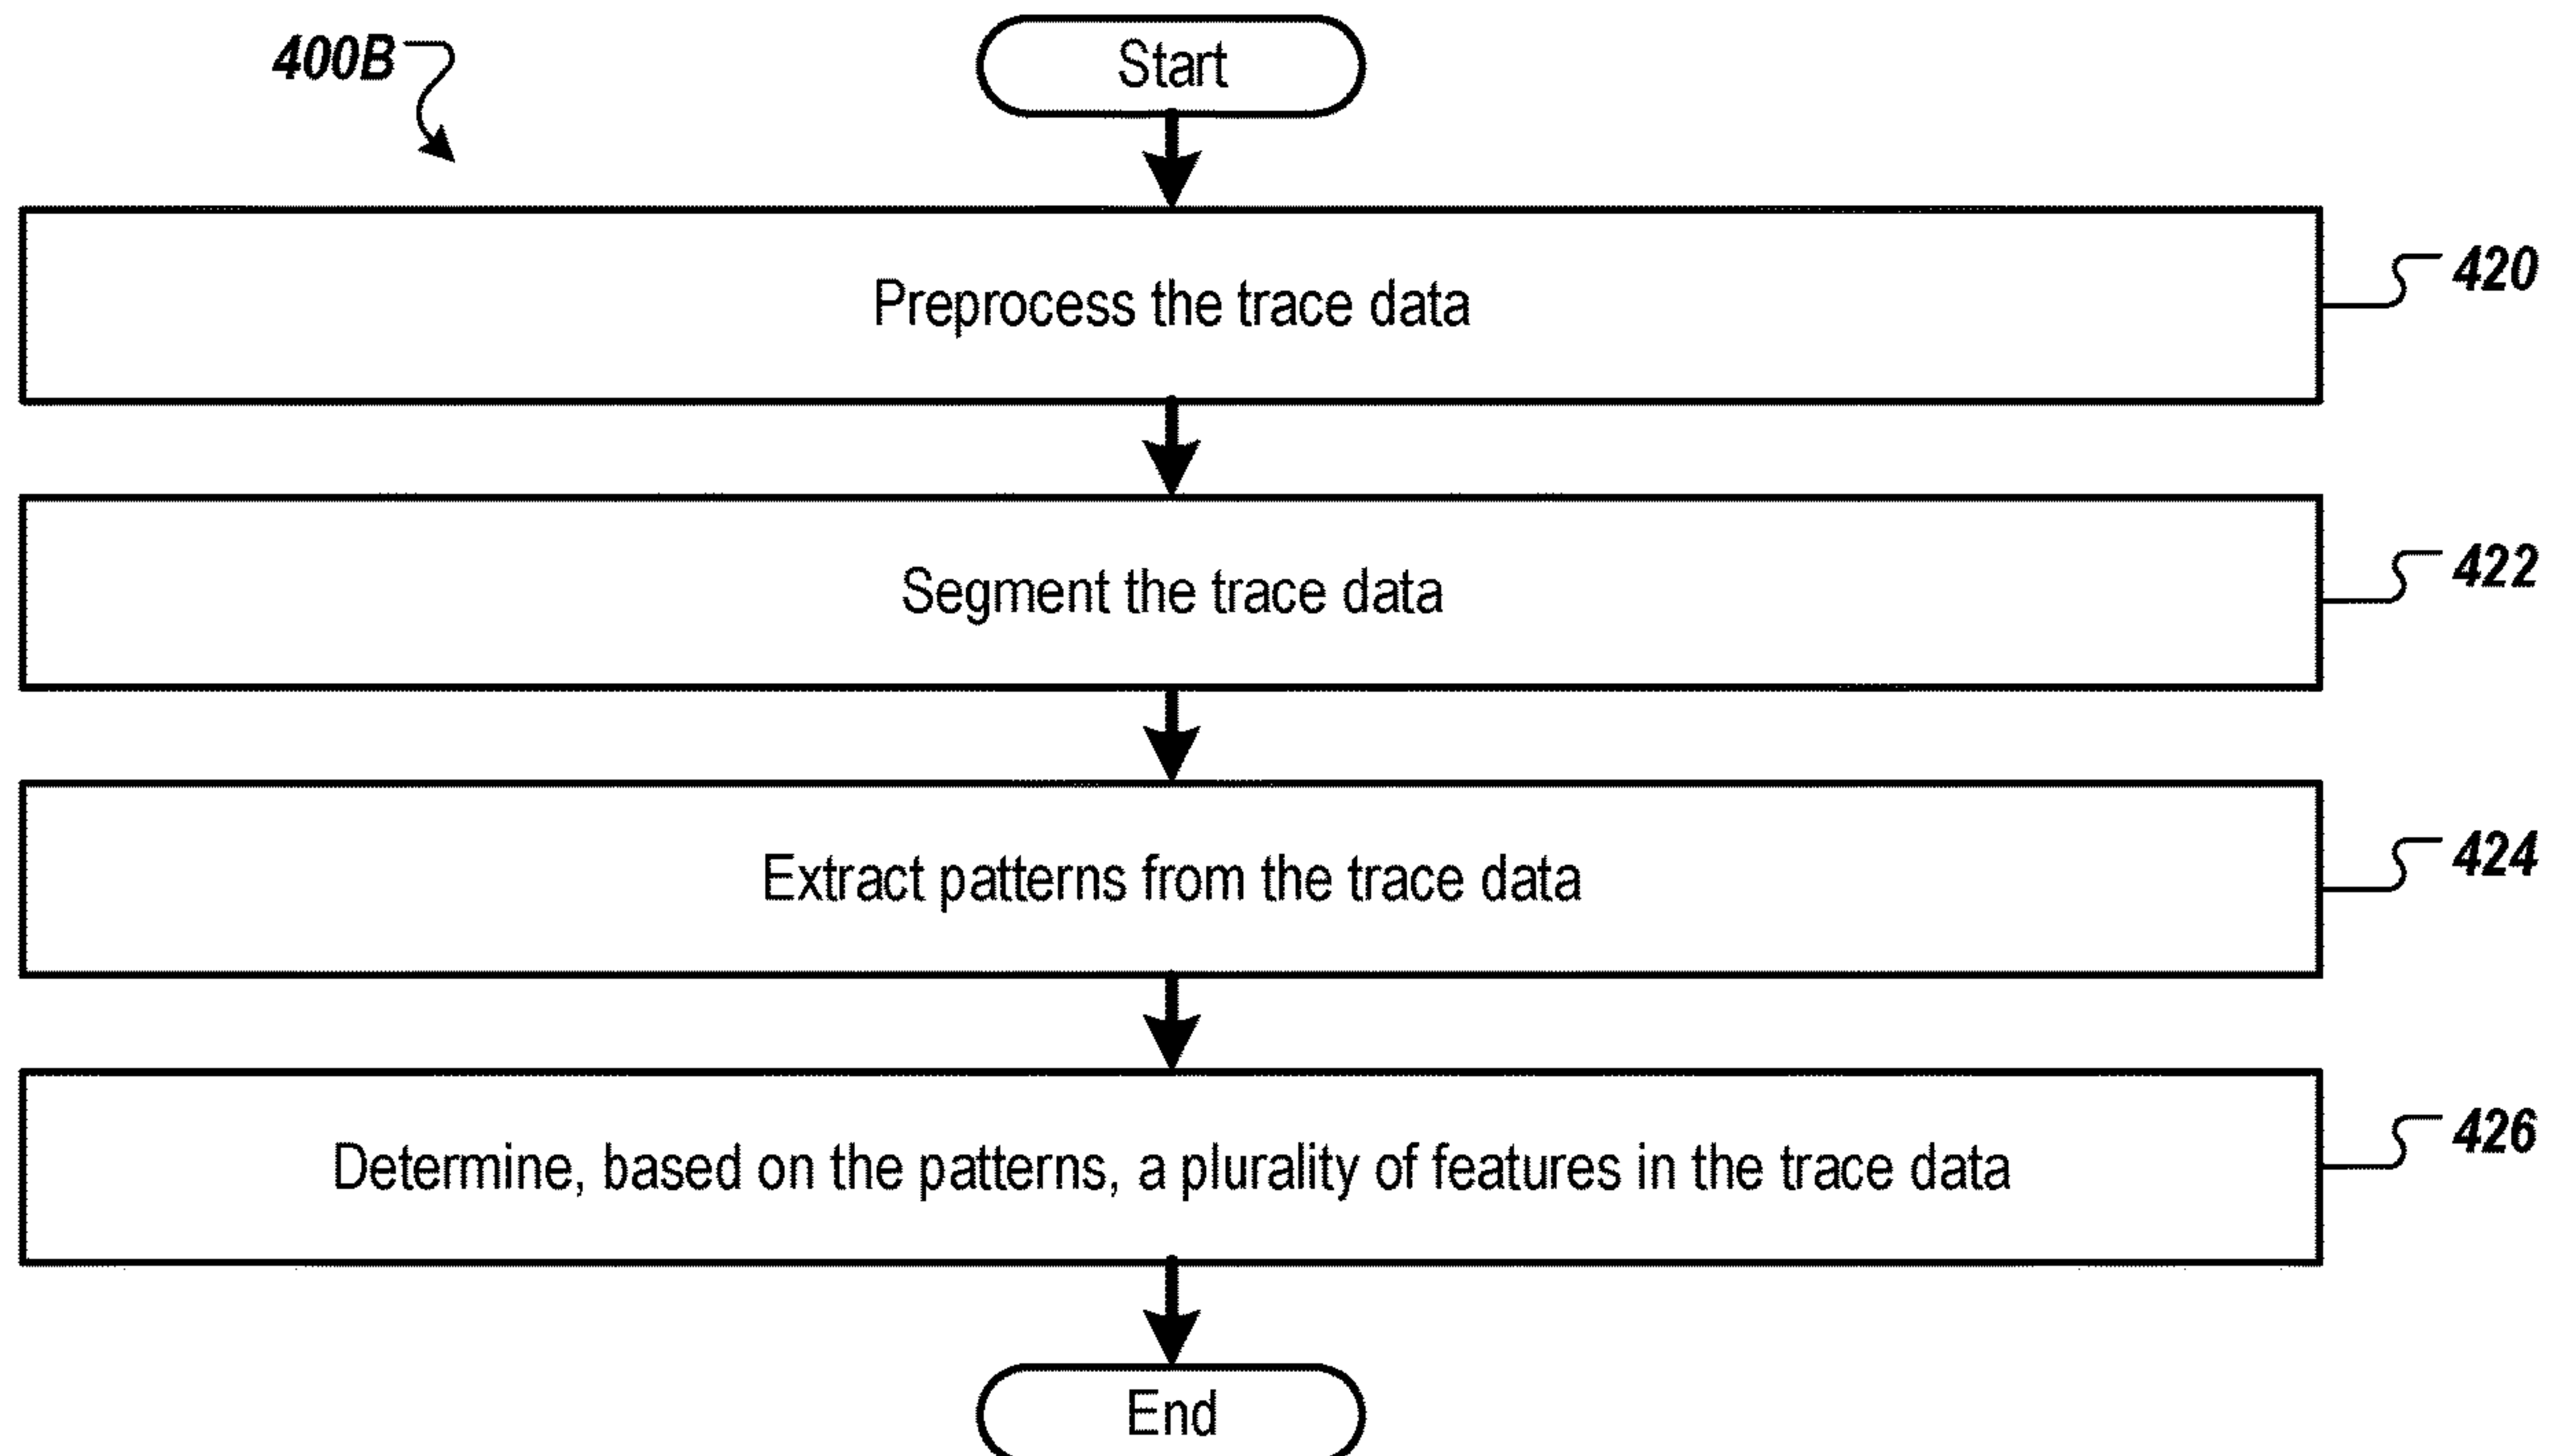 400B
Start
Preprocess the trace data
420
Segment the trace data
422
Extract patterns from the trace data
424
Determine, based on the patterns, a plurality of features in the trace data
426
End